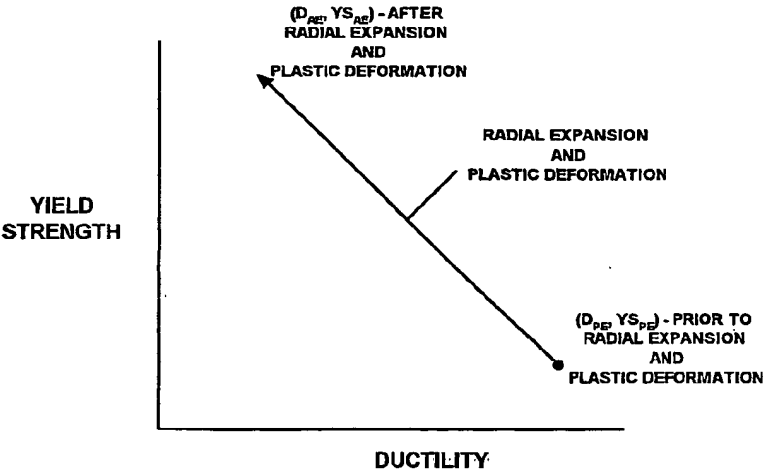 (D_AE, YS_AE) - AFTER
RADIAL EXPANSION
AND
PLASTIC DEFORMATION
RADIAL EXPANSION
AND
PLASTIC DEFORMATION
YIELD
STRENGTH
(D_PE, YS_PE) - PRIOR TO
RADIAL EXPANSION
AND
PLASTIC DEFORMATION
DUCTILITY